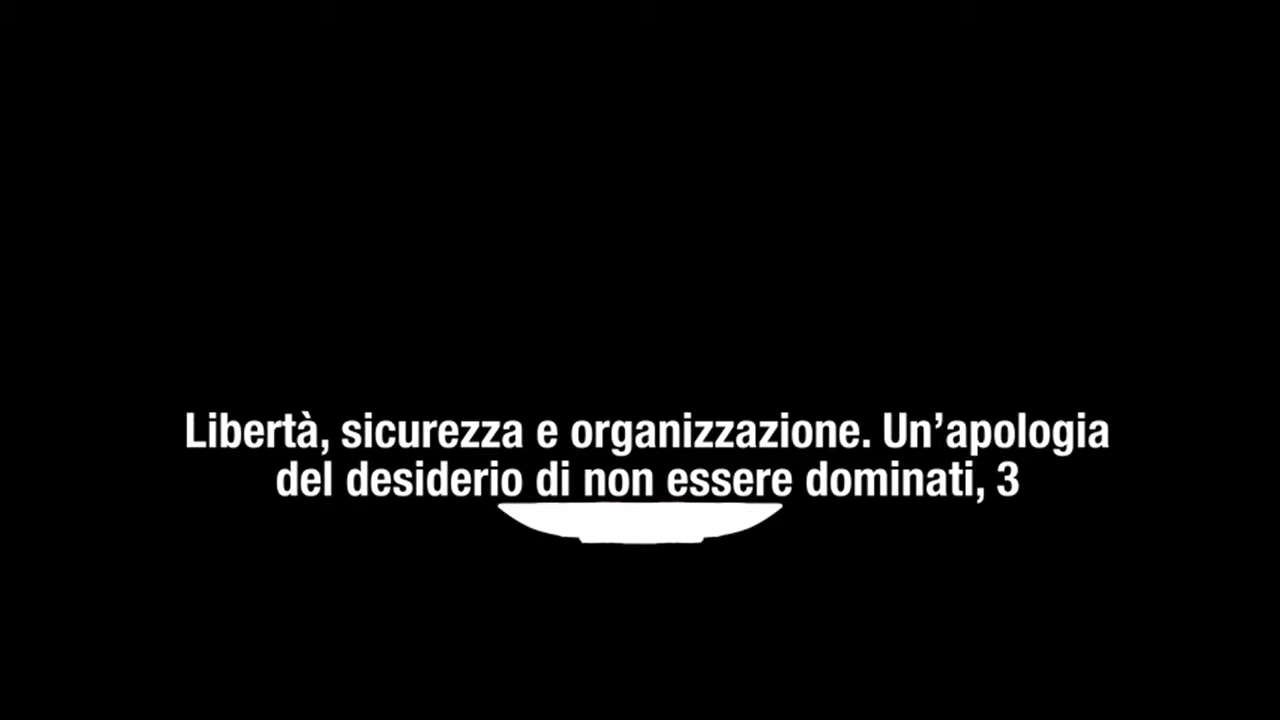 Libertà, sicurezza e organizzazione. Un’apologia
del desiderio di non essere dominati, 3